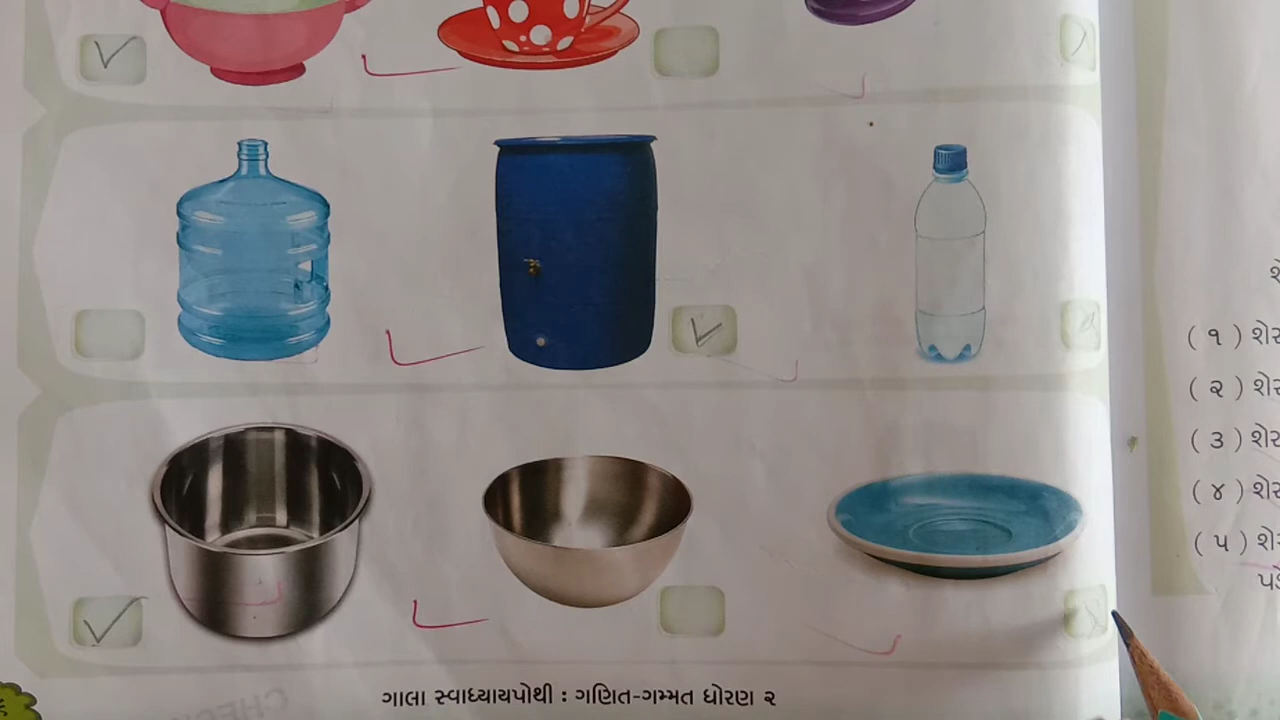 શે
( ૧ ) શેર
( ૨ ) શેર
( ૩ ) શેર
( ૪ ) શેર
( ૫ ) શેર
ગાલા સ્વાધ્યાયપોથી : ગણિત-ગમ્મત ધોરણ ૨